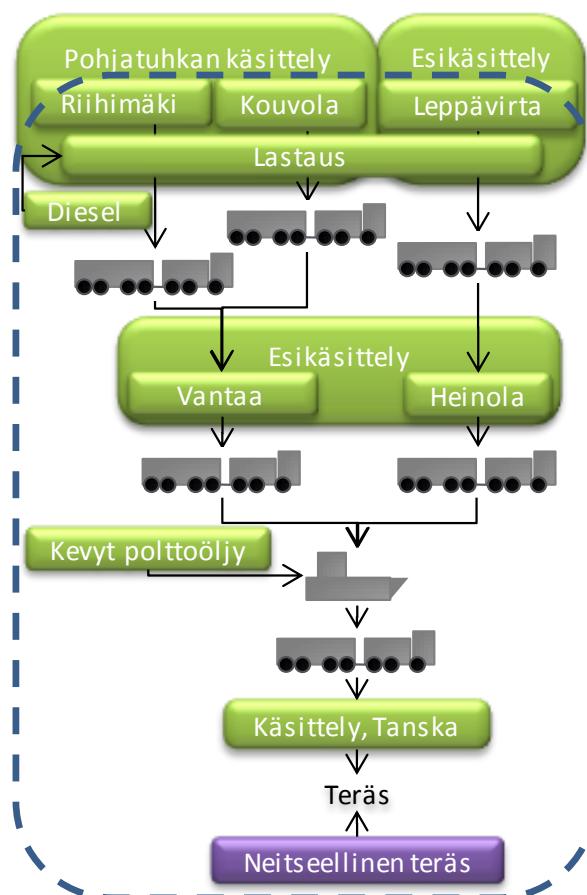 Pohjatuhkan käsittely
Esikäsittely
Riihimäki
Kouvola
Leppävirta
Lastaus
Diesel
Esikäsittely
Vantaa
Heinola
Kevyt polttoöljy
Käsittely, Tanska
Teräs
Neitseellinen teräs